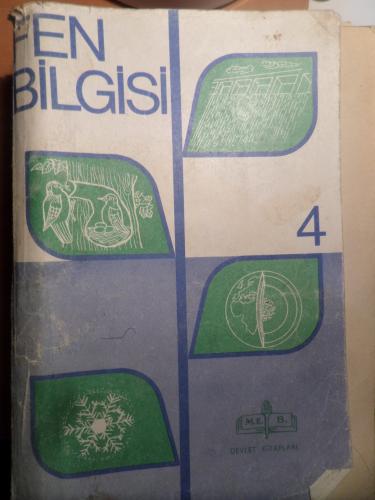 FEN
BİLGİSİ
4
M.E. B.
DEVLET KİTAPLARI